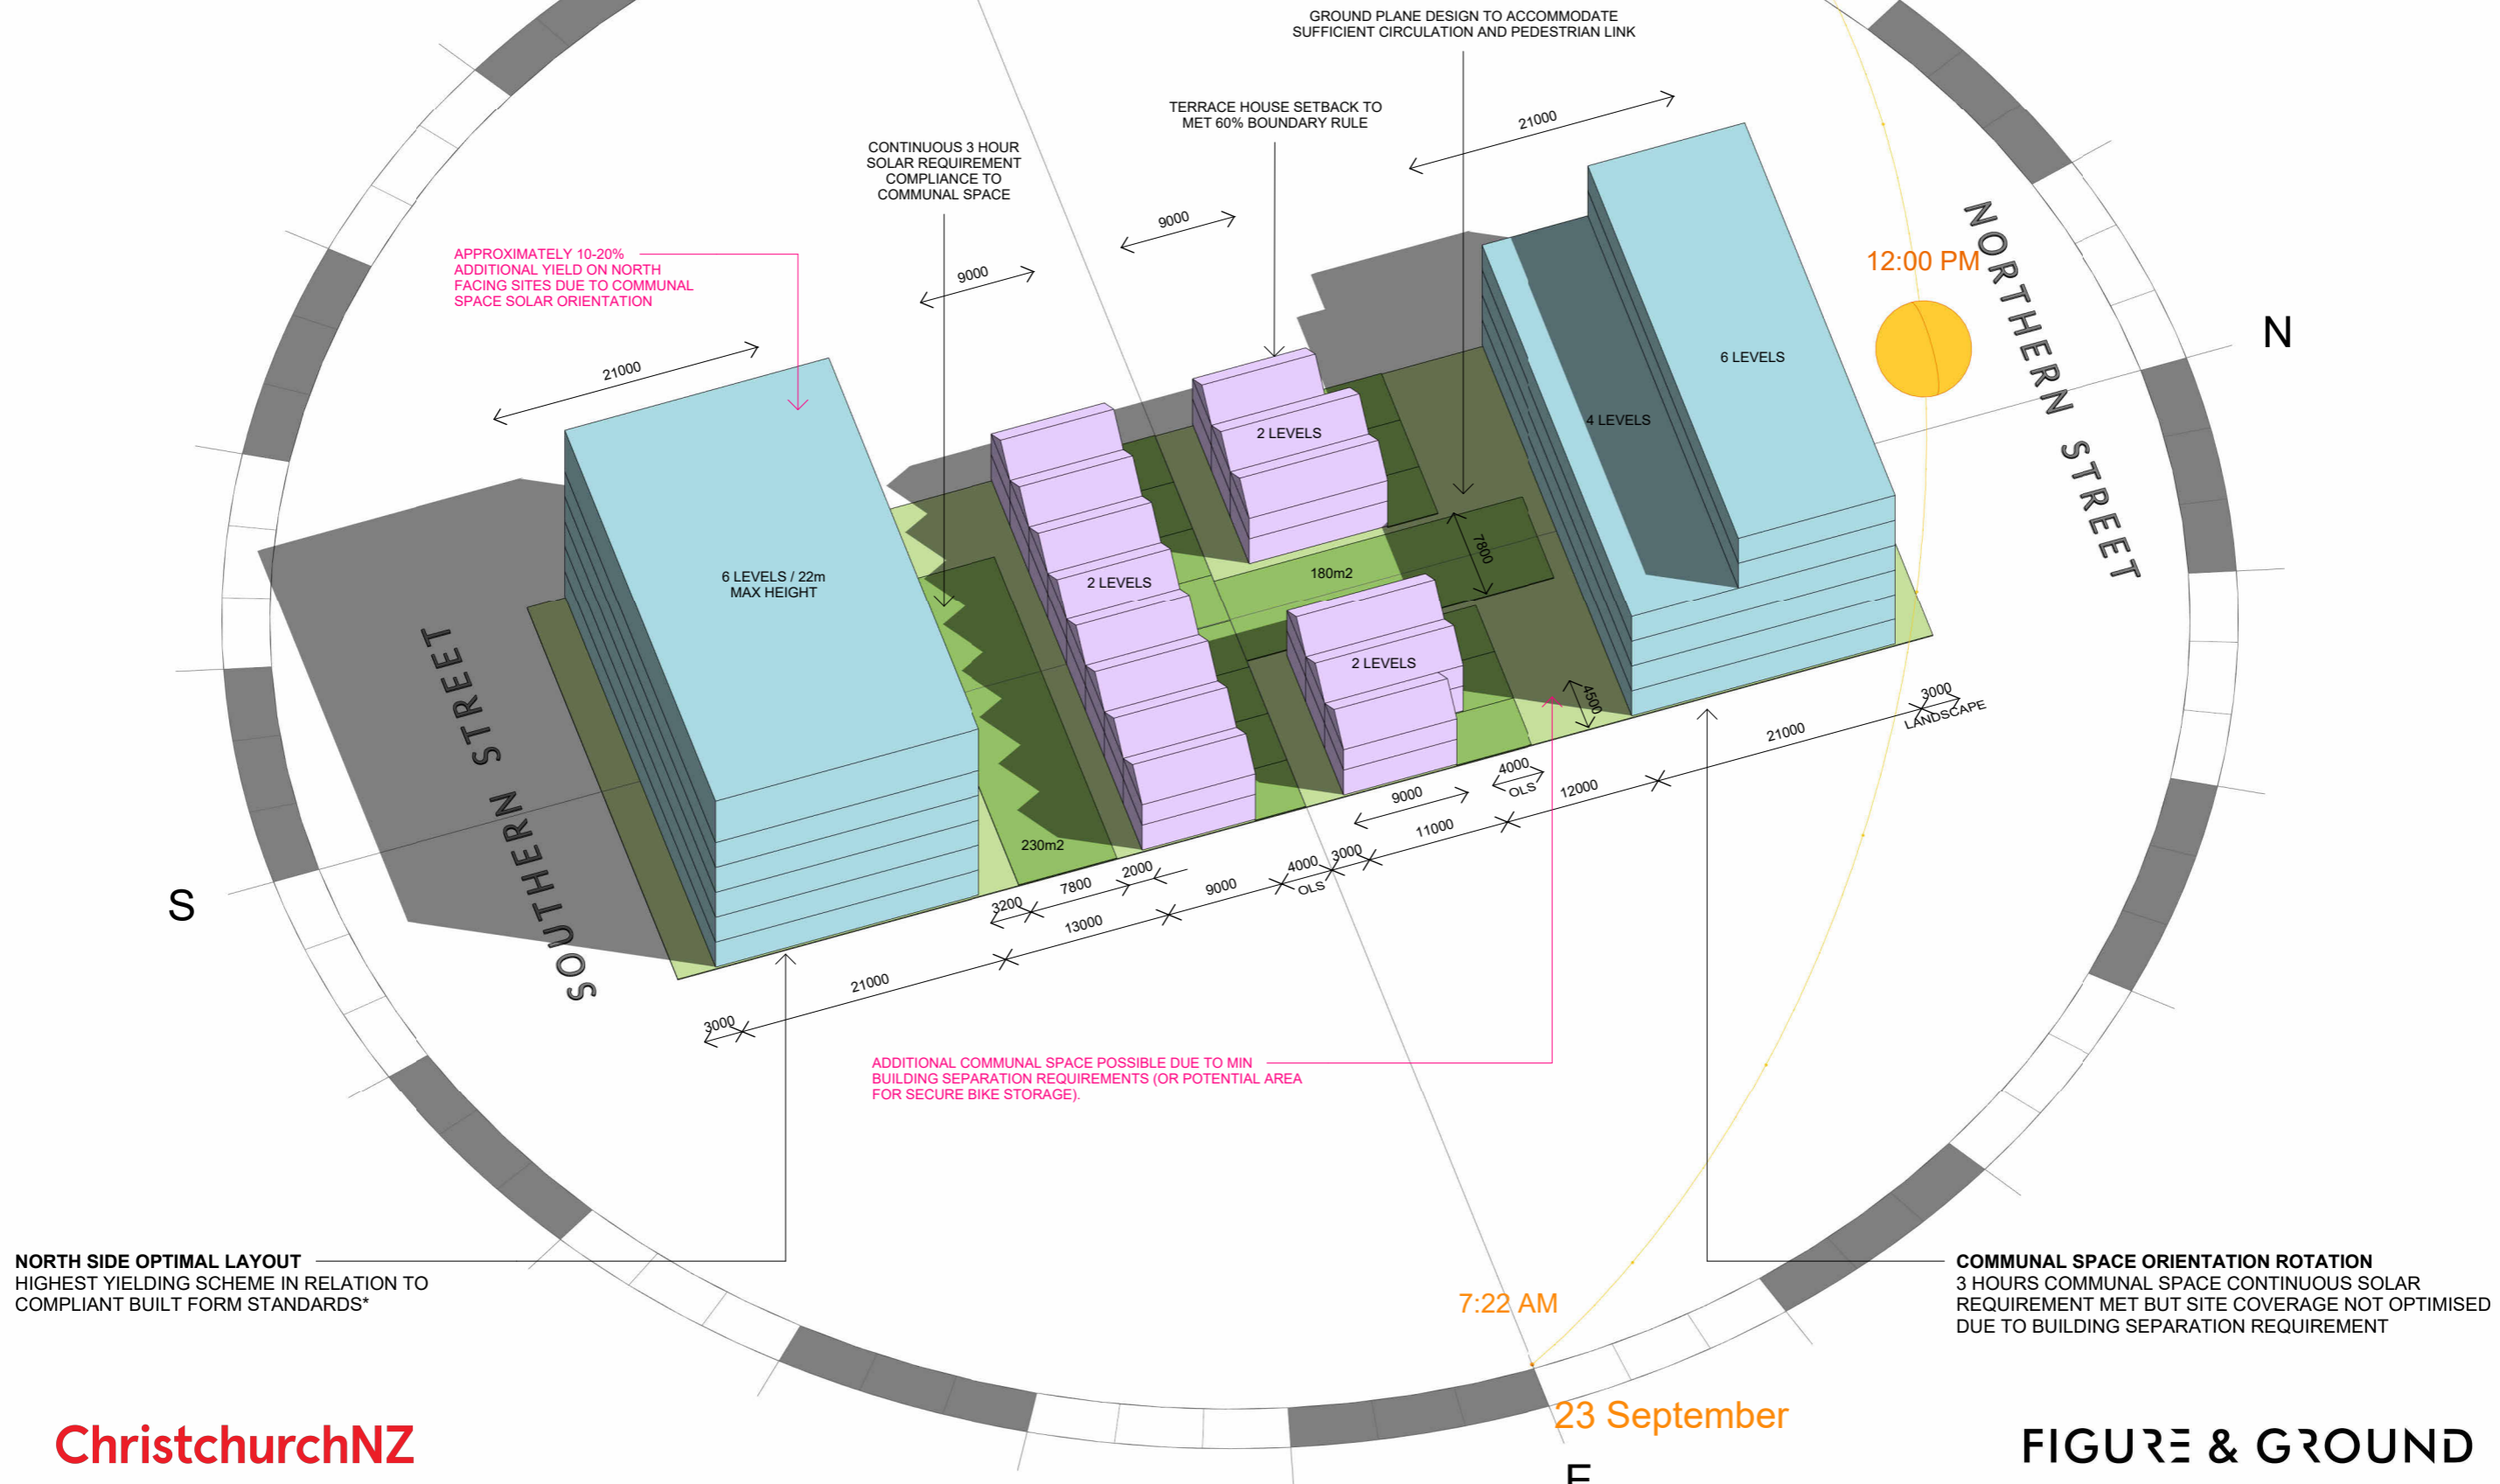 GROUND PLANE DESIGN TO ACCOMMODATE
SUFFICIENT CIRCULATION AND PEDESTRIAN LINK
TERRACE HOUSE SETBACK TO
MET 60% BOUNDARY RULE
21000
CONTINUOUS 3 HOUR
SOLAR REQUIREMENT
COMPLIANCE TO
COMMUNAL SPACE
9000
9000
APPROXIMATELY 10-20%
ADDITIONAL YIELD ON NORTH
FACING SITES DUE TO COMMUNAL
SPACE SOLAR ORIENTATION
21000
12:00 PM
NORTHERN STREET
N
6 LEVELS
4 LEVELS
2 LEVELS
2 LEVELS
2 LEVELS
6 LEVELS / 22m
MAX HEIGHT
180m2
7800
4500
230m2
SOUTHERN STREET
S
3000
LANDSCAPE
21000
12000
4000
OLS
9000
11000
3000
4000
OLS
9000
2000
7800
3200
13000
21000
3000
ADDITIONAL COMMUNAL SPACE POSSIBLE DUE TO MIN
BUILDING SEPARATION REQUIREMENTS (OR POTENTIAL AREA
FOR SECURE BIKE STORAGE).
NORTH SIDE OPTIMAL LAYOUT
HIGHEST YIELDING SCHEME IN RELATION TO
COMPLIANT BUILT FORM STANDARDS*
COMMUNAL SPACE ORIENTATION ROTATION
3 HOURS COMMUNAL SPACE CONTINUOUS SOLAR
REQUIREMENT MET BUT SITE COVERAGE NOT OPTIMISED
DUE TO BUILDING SEPARATION REQUIREMENT
7:22 AM
23 September
E
ChristchurchNZ
FIGURE & GROUND